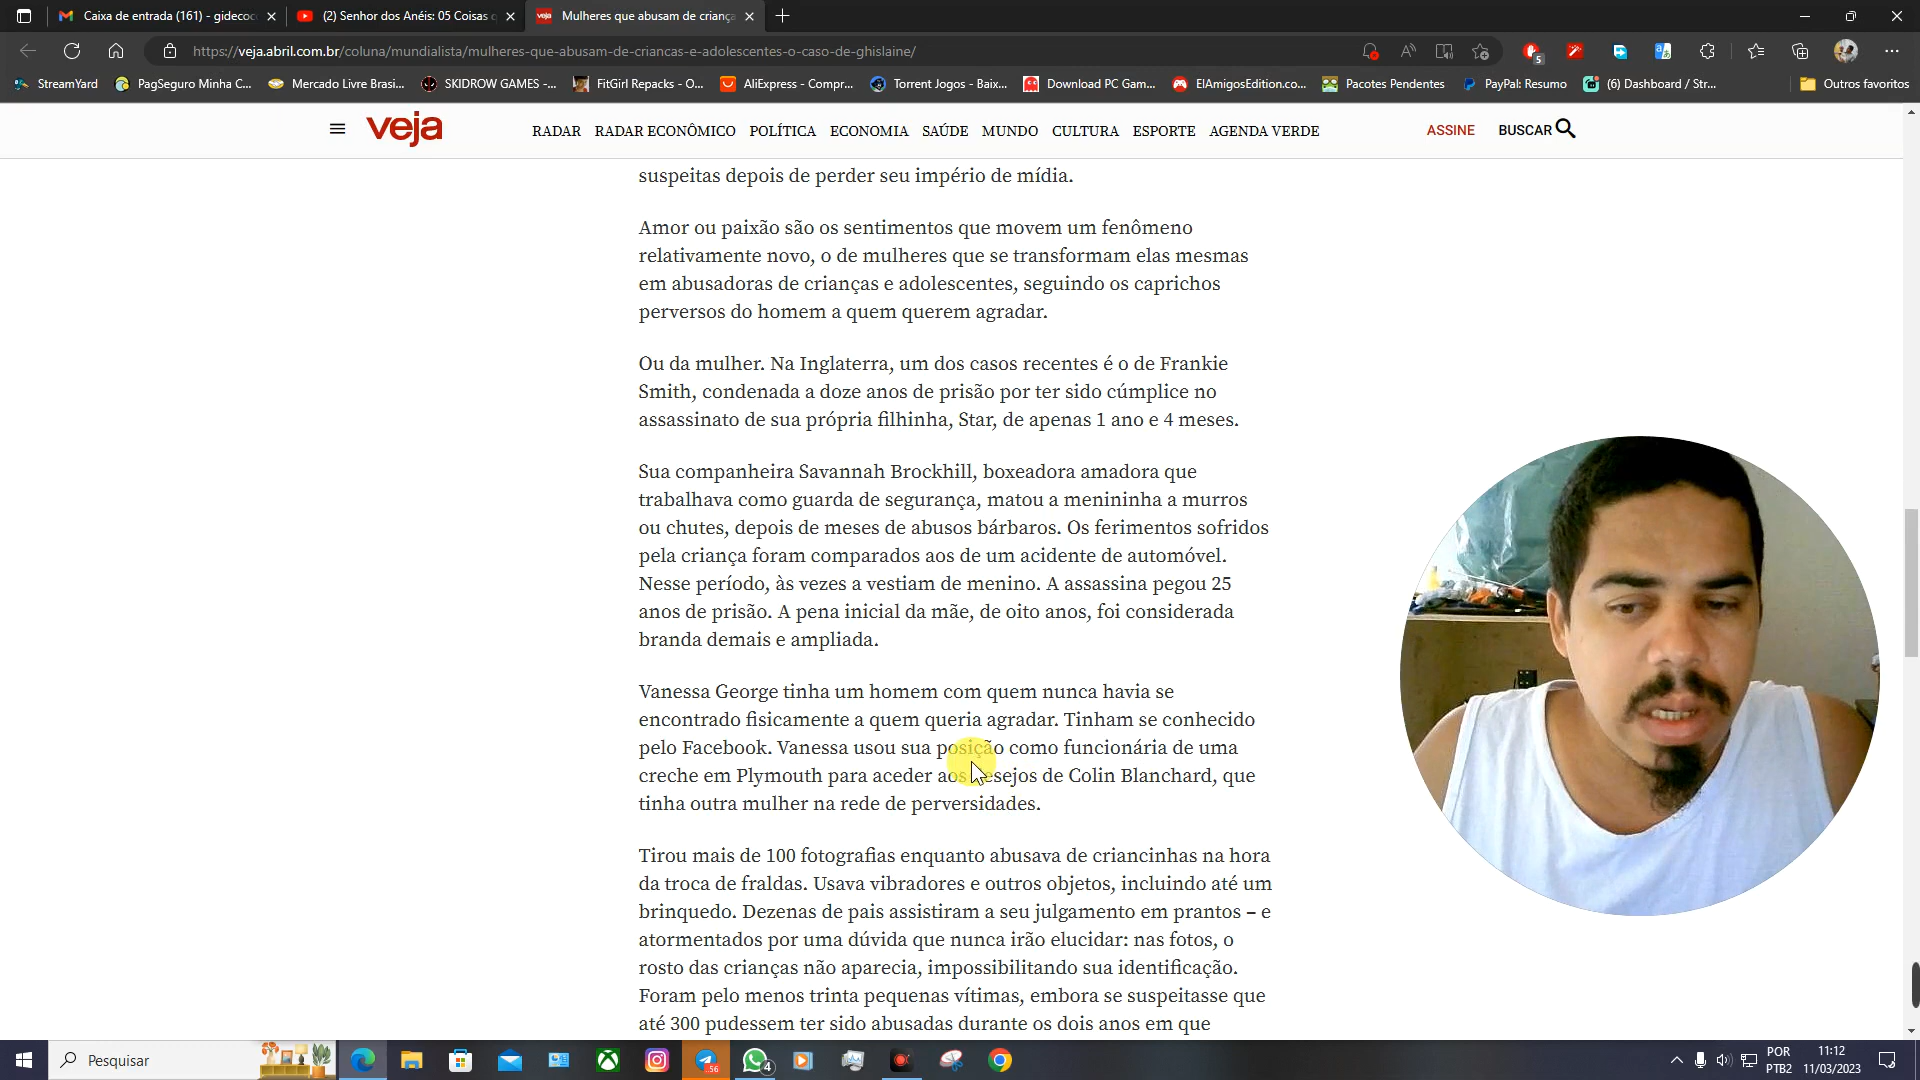 Caixa de entrada (161) - gidecoc
(2) Senhor dos Anéis: 05 Coisas q
Mulheres que abusam de criança
https://veja.abril.com.br/coluna/mundialista/mulheres-que-abusam-de-criancas-e-adolescentes-o-caso-de-ghislaine/
5
StreamYard
PagSeguro Minha C...
Mercado Livre Brasi...
SKIDROW GAMES -...
FitGirl Repacks - O...
AliExpress - Compr...
Torrent Jogos - Baix...
Download PC Gam...
ElAmigosEdition.co...
Pacotes Pendentes
PayPal: Resumo
(6) Dashboard / Str...
Outros favoritos
veja
RADAR RADAR ECONÔMICO POLÍTICA ECONOMIA SAÚDE MUNDO CULTURA ESPORTE AGENDA VERDE
ASSINE
BUSCAR
suspeitas depois de perder seu império de mídia.
Amor ou paixão são os sentimentos que movem um fenômeno
relativamente novo, o de mulheres que se transformam elas mesmas
em abusadoras de crianças e adolescentes, seguindo os caprichos
perversos do homem a quem querem agradar.
Ou da mulher. Na Inglaterra, um dos casos recentes é o de Frankie
Smith, condenada a doze anos de prisão por ter sido cúmplice no
assassinato de sua própria filhinha, Star, de apenas 1 ano e 4 meses.
Sua companheira Savannah Brockhill, boxeadora amadora que
trabalhava como guarda de segurança, matou a menininha a murros
ou chutes, depois de meses de abusos bárbaros. Os ferimentos sofridos
pela criança foram comparados aos de um acidente de automóvel.
Nesse período, às vezes a vestiam de menino. A assassina pegou 25
anos de prisão. A pena inicial da mãe, de oito anos, foi considerada
branda demais e ampliada.
Vanessa George tinha um homem com quem nunca havia se
encontrado fisicamente a quem queria agradar. Tinham se conhecido
pelo Facebook. Vanessa usou sua posição como funcionária de uma
creche em Plymouth para aceder aos desejos de Colin Blanchard, que
tinha outra mulher na rede de perversidades.
Tirou mais de 100 fotografias enquanto abusava de criancinhas na hora
da troca de fraldas. Usava vibradores e outros objetos, incluindo até um
brinquedo. Dezenas de pais assistiram a seu julgamento em prantos – e
atormentados por uma dúvida que nunca irão elucidar: nas fotos, o
rosto das crianças não aparecia, impossibilitando sua identificação.
Foram pelo menos trinta pequenas vítimas, embora se suspeitasse que
até 300 pudessem ter sido abusadas durante os dois anos em que
Pesquisar
56
4
POR
PTB2
11:12
11/03/2023